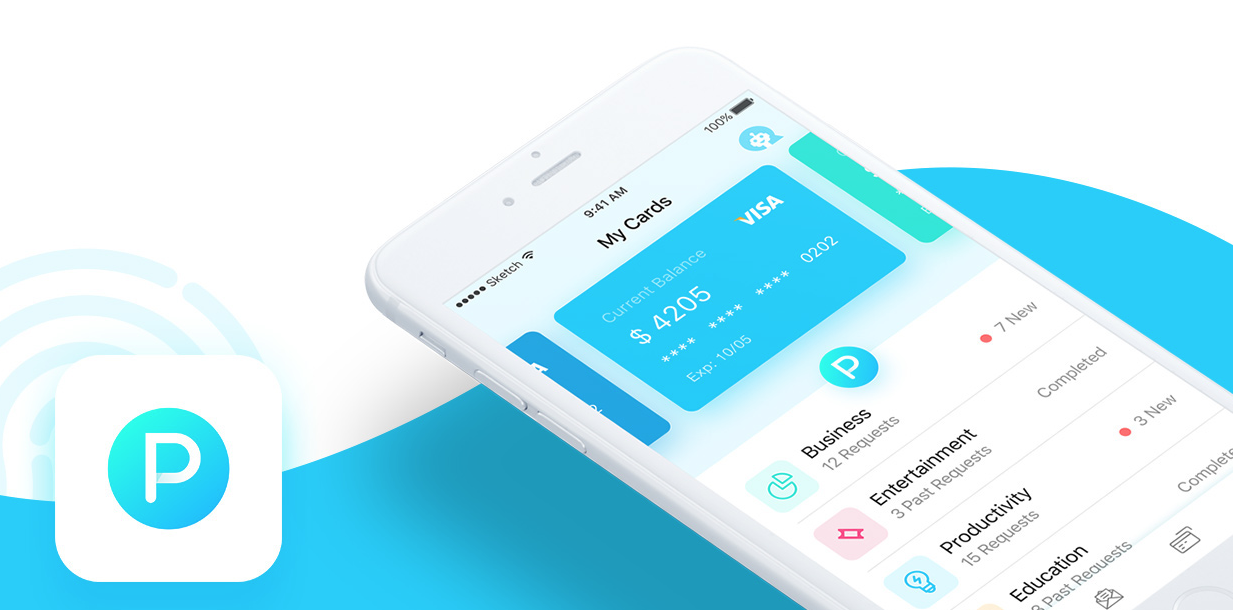 ●●●●● Sketch
9:41 AM
100%
My Cards
VISA
Current Balance
$ 4205
**** **** **** 0202
Exp: 10/05
P
Business
12 Requests
7 New
Entertainment
3 Past Requests
Completed
Productivity
15 Requests
3 New
Education
3 Past Requests
P